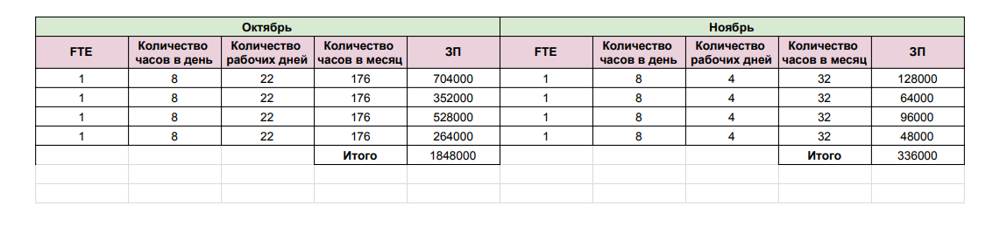 Октябрь Ноябрь
FTE Количество часов в день Количество рабочих дней Количество часов в месяц ЗП FTE Количество часов в день Количество рабочих дней Количество часов в месяц ЗП
1 8 22 176 704000 1 8 4 32 128000
1 8 22 176 352000 1 8 4 32 64000
1 8 22 176 528000 1 8 4 32 96000
1 8 22 176 264000 1 8 4 32 48000
Итого 1848000 Итого 336000